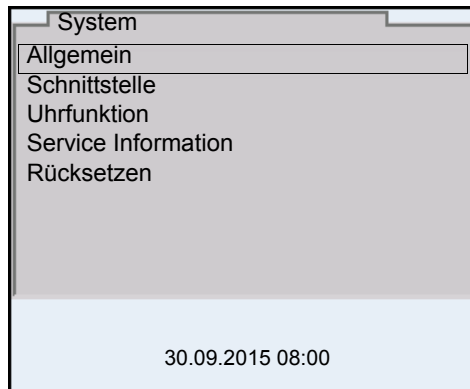 System
Allgemein
Schnittstelle
Uhrfunktion
Service Information
Rücksetzen
30.09.2015 08:00